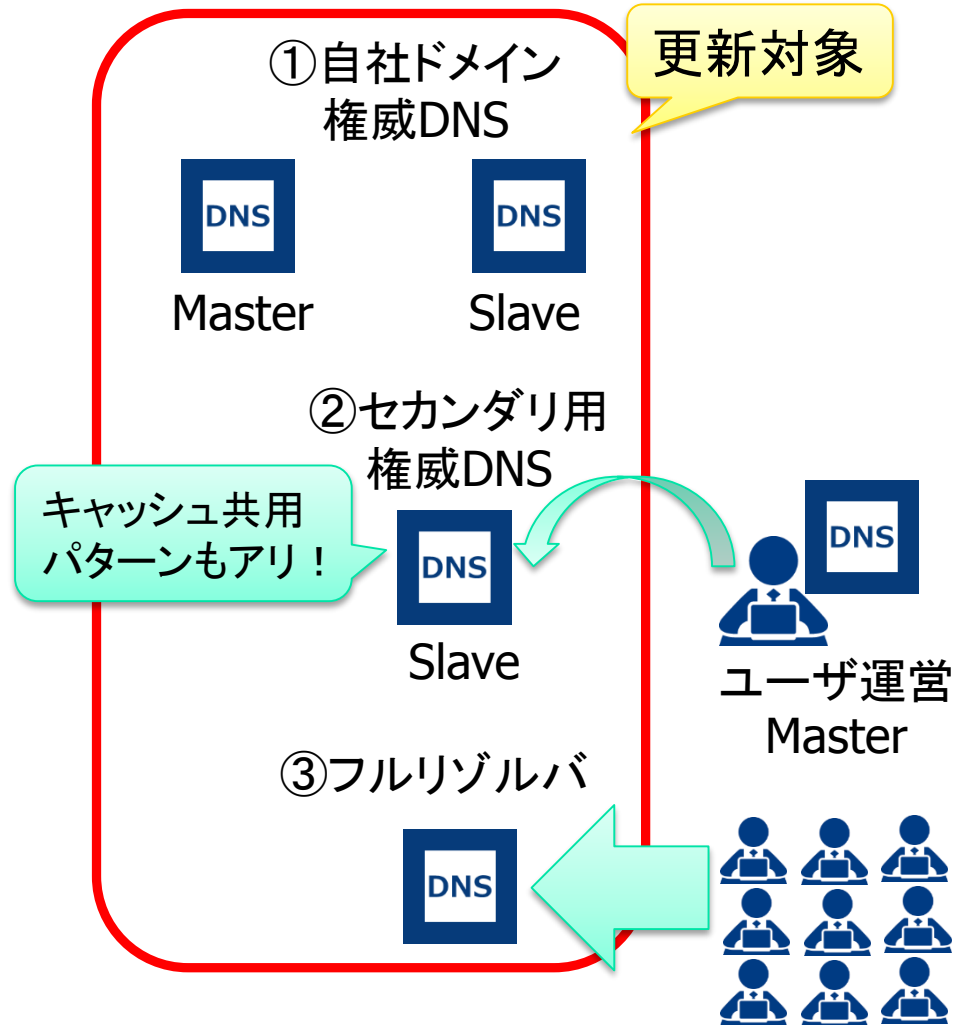 ①自社ドメイン
権威DNS
更新対象
DNS
DNS
Master
Slave
②セカンダリ用
権威DNS
キャッシュ共用
パターンもアリ！
DNS
Slave
DNS
ユーザ運営
Master
③フルリゾルバ
DNS